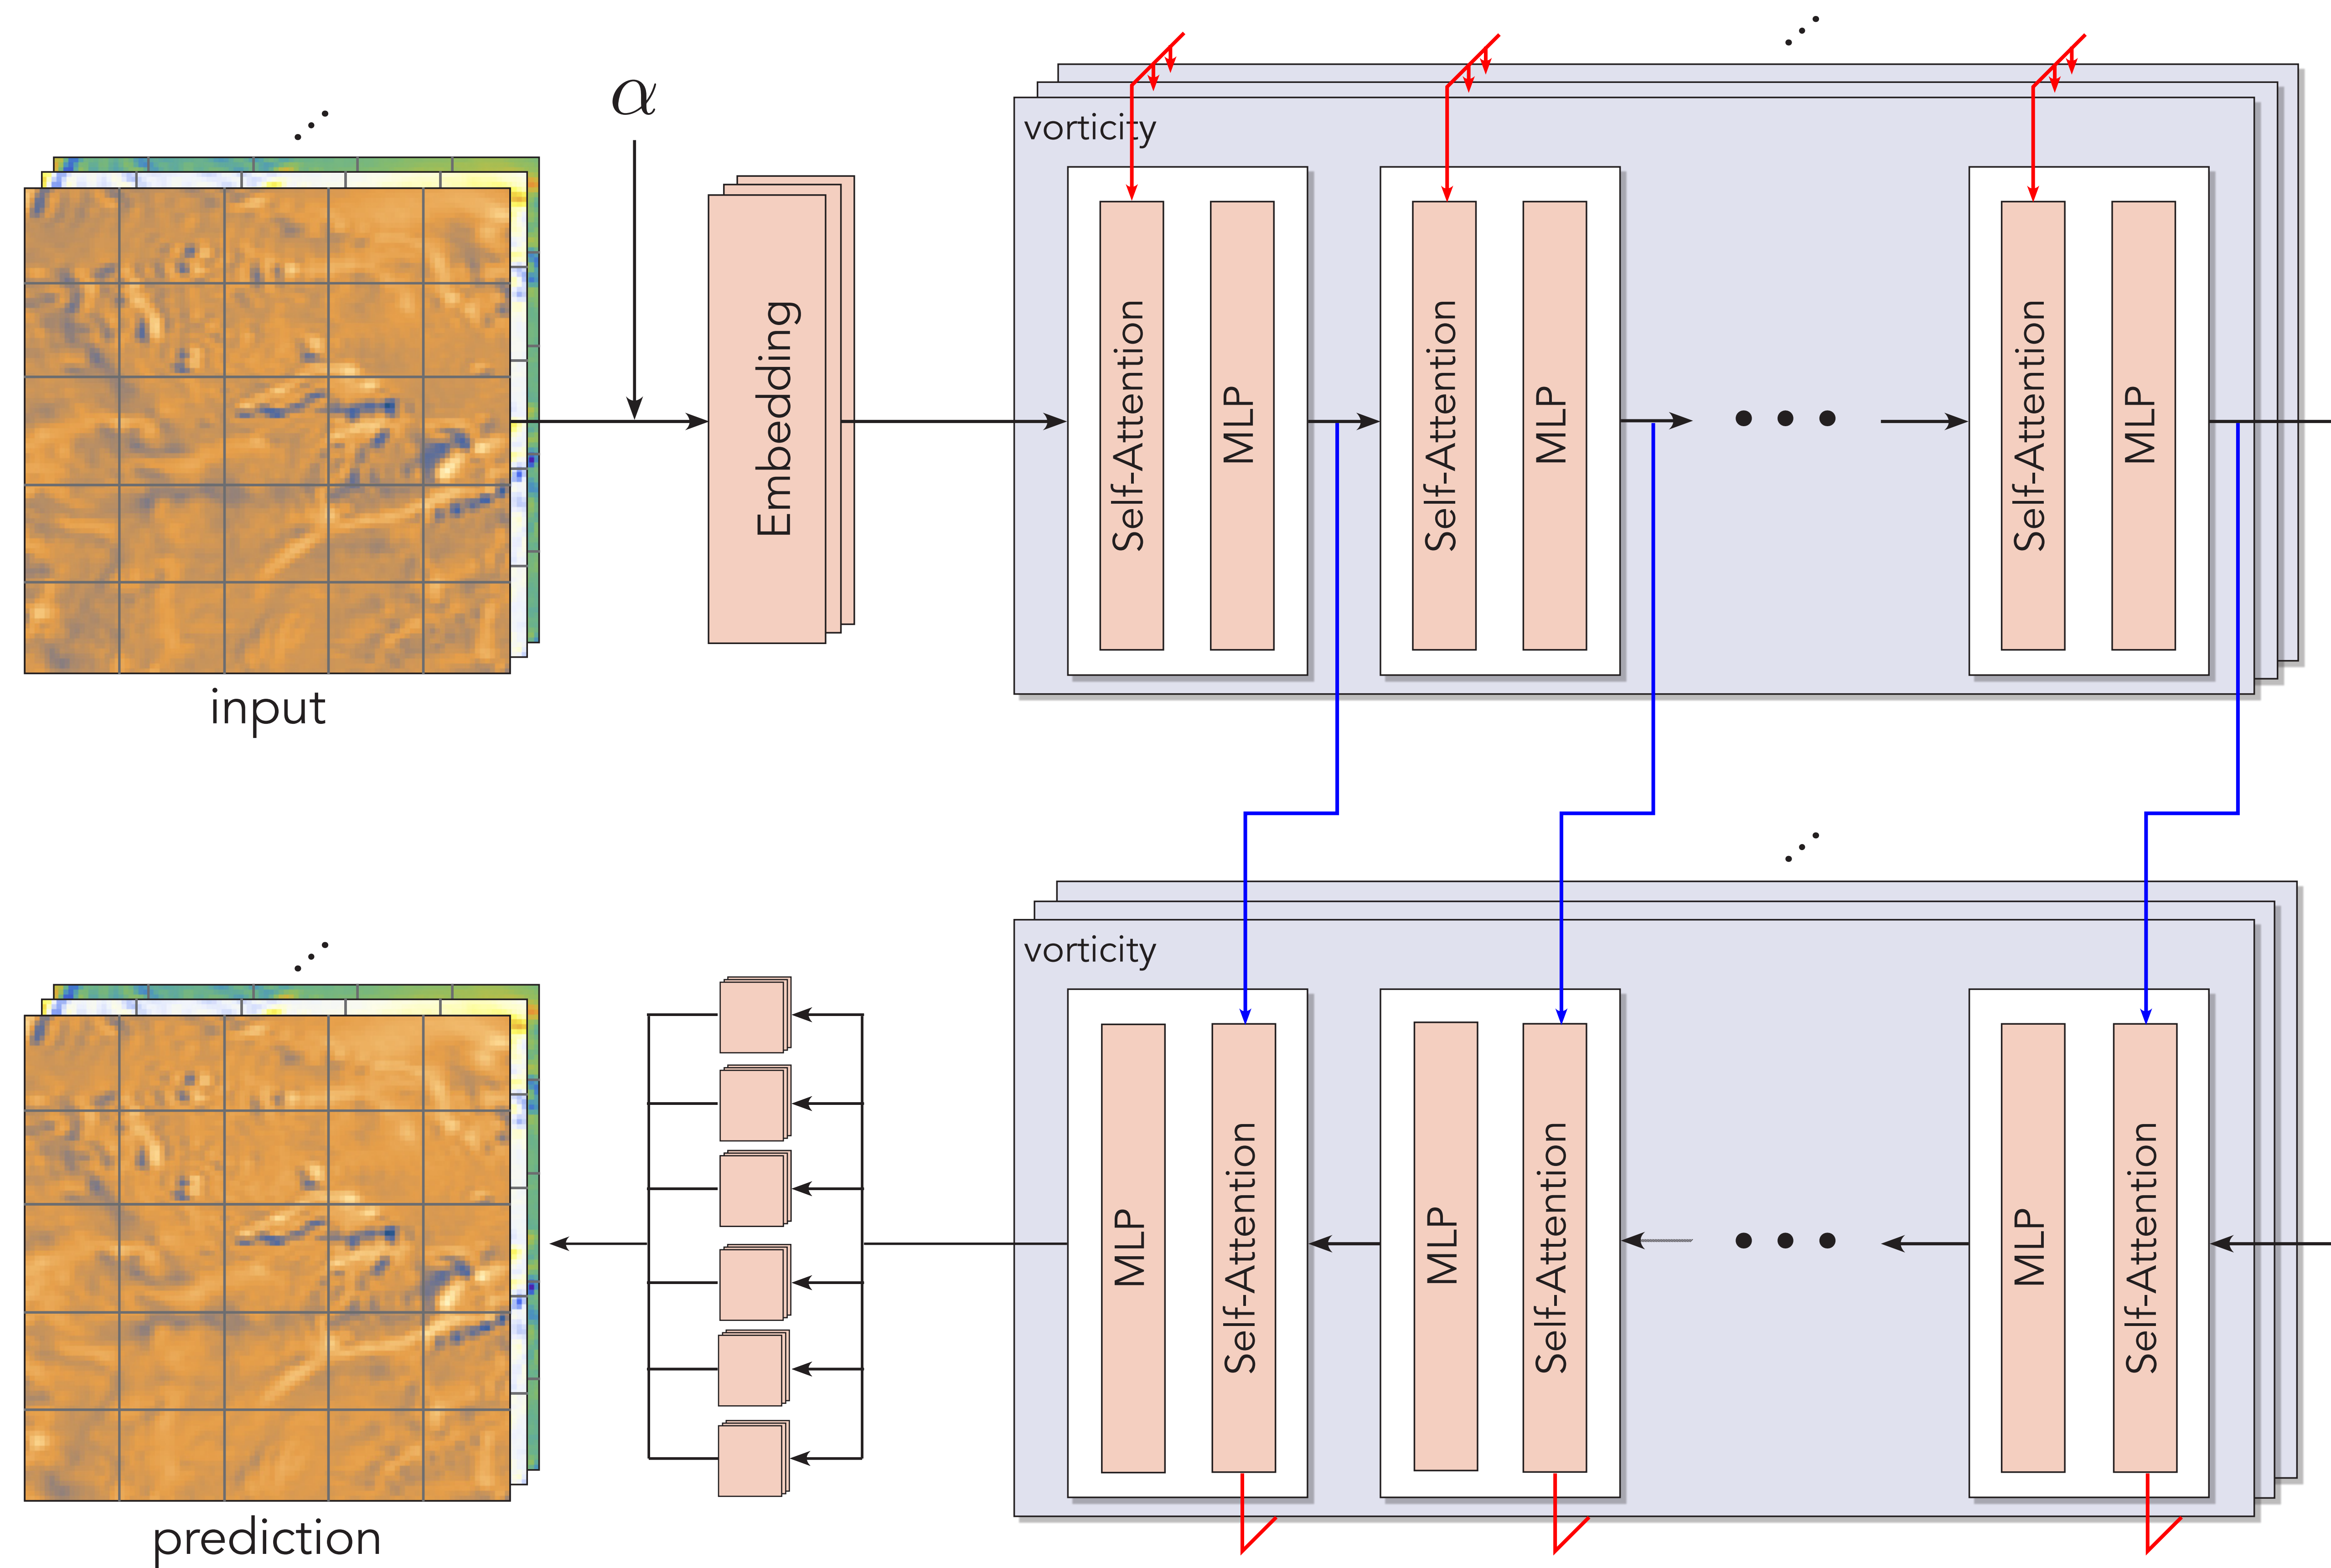 α
vorticity
Embedding
Self-Attention
MLP
Self-Attention
MLP
Self-Attention
MLP
input
vorticity
MLP
Self-Attention
MLP
Self-Attention
MLP
Self-Attention
prediction